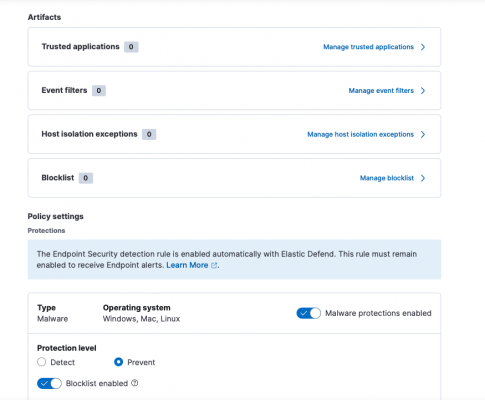 Artifacts
Trusted applications 0 Manage trusted applications
Event filters 0 Manage event filters
Host isolation exceptions 0 Manage host isolation exceptions
Blocklist 0 Manage blocklist
Policy settings
Protections
The Endpoint Security detection rule is enabled automatically with Elastic Defend. This rule must remain
enabled to receive Endpoint alerts. Learn More.
Type Operating system
Malware Windows, Mac, Linux Malware protections enabled
Protection level
Detect Prevent
Blocklist enabled